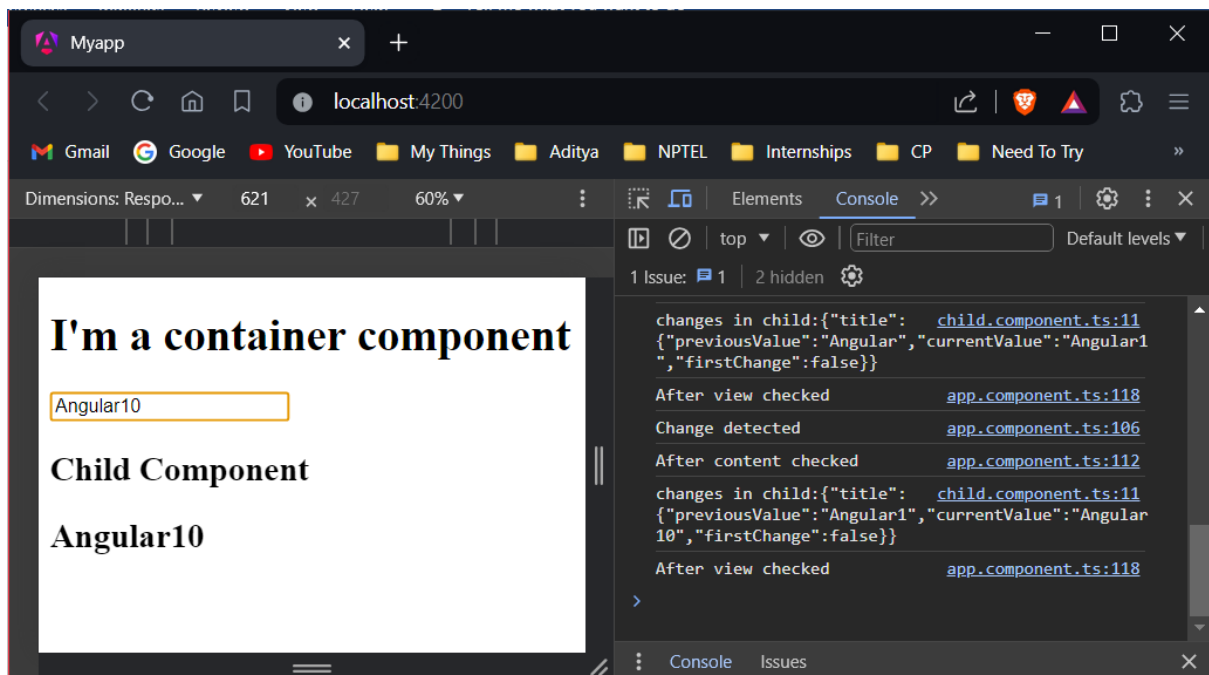 Myapp
localhost:4200
Gmail Google YouTube My Things Aditya NPTEL Internships CP Need To Try »
Dimensions: Respo... ▼ 621 × 427 60% ▼ Elements Console >> 1
top ▼ Filter Default levels ▼
1 Issue: 1 2 hidden
I'm a container component
Angular10
Child Component
Angular10
changes in child:{"title": child.component.ts:11
{"previousValue":"Angular","currentValue":"Angular1
","firstChange":false}}
After view checked app.component.ts:118
Change detected app.component.ts:106
After content checked app.component.ts:112
changes in child:{"title": child.component.ts:11
{"previousValue":"Angular1","currentValue":"Angular
10","firstChange":false}}
After view checked app.component.ts:118
>
Console Issues